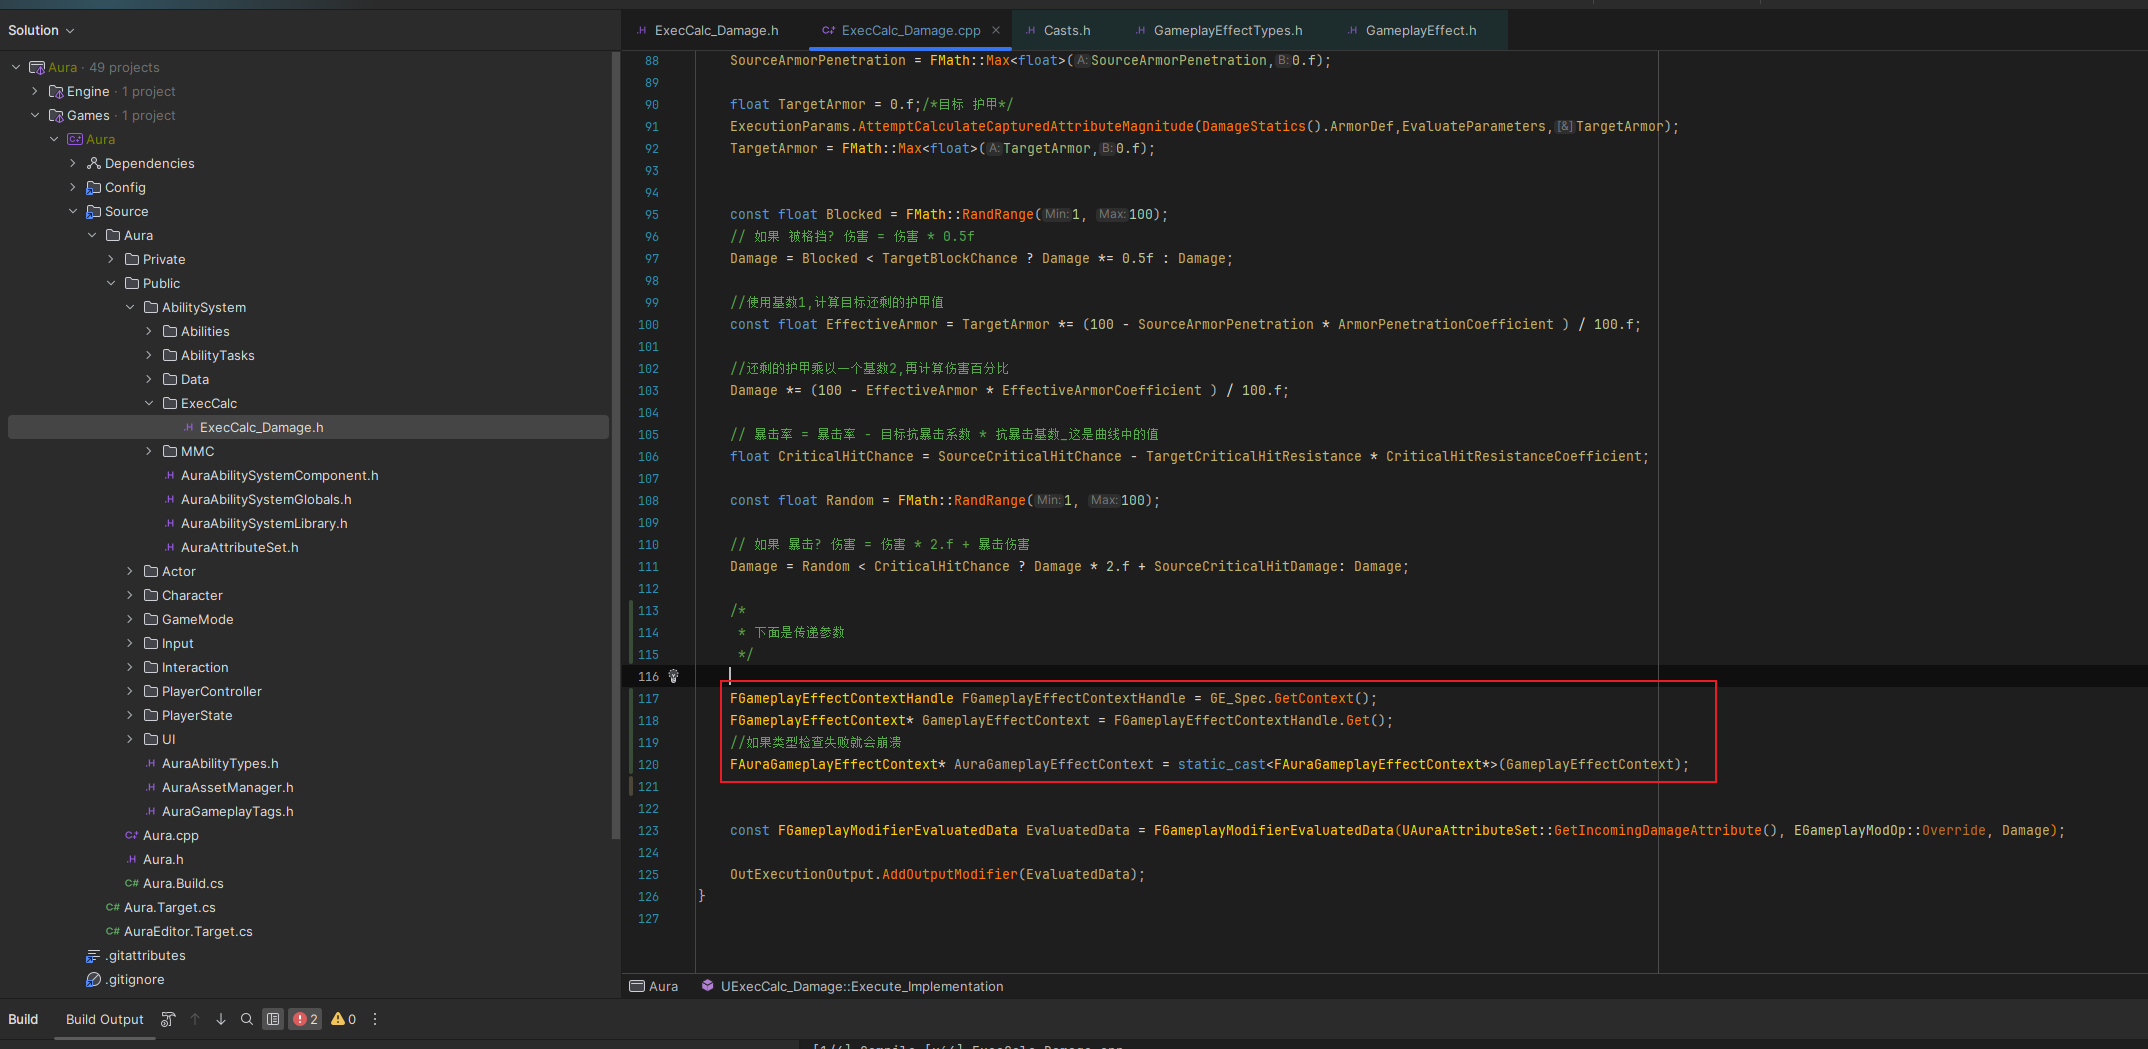 Solution
Aura · 49 projects
Engine · 1 project
Games · 1 project
Aura
Dependencies
Config
Source
Aura
Private
Public
AbilitySystem
Abilities
AbilityTasks
Data
ExecCalc
.H ExecCalc_Damage.h
MMC
.H AuraAbilitySystemComponent.h
.H AuraAbilitySystemGlobals.h
.H AuraAbilitySystemLibrary.h
.H AuraAttributeSet.h
Actor
Character
GameMode
Input
Interaction
PlayerController
PlayerState
UI
.H AuraAbilityTypes.h
.H AuraAssetManager.h
.H AuraGameplayTags.h
C+ Aura.cpp
.H Aura.h
C# Aura.Build.cs
C# Aura.Target.cs
C# AuraEditor.Target.cs
.gitattributes
.gitignore
.H ExecCalc_Damage.h
C+ ExecCalc_Damage.cpp ×
.H Casts.h
.H GameplayEffectTypes.h
.H GameplayEffect.h
88 SourceArmorPenetration = FMath::Max<float>(A: SourceArmorPenetration, B: 0.f);
89
90 float TargetArmor = 0.f;/*目标 护甲*/
91 ExecutionParams.AttemptCalculateCapturedAttributeMagnitude(DamageStatics().ArmorDef,EvaluateParameters,[&]TargetArmor);
92 TargetArmor = FMath::Max<float>(A: TargetArmor, B: 0.f);
93
94
95 const float Blocked = FMath::RandRange(Min: 1, Max: 100);
96 // 如果 被格挡? 伤害 = 伤害 * 0.5f
97 Damage = Blocked < TargetBlockChance ? Damage *= 0.5f : Damage;
98
99 //使用基数1,计算目标还剩的护甲值
100 const float EffectiveArmor = TargetArmor *= (100 - SourceArmorPenetration * ArmorPenetrationCoefficient ) / 100.f;
101
102 //还剩的护甲乘以一个基数2,再计算伤害百分比
103 Damage *= (100 - EffectiveArmor * EffectiveArmorCoefficient ) / 100.f;
104
105 // 暴击率 = 暴击率 - 目标抗暴击系数 * 抗暴击基数_这是曲线中的值
106 float CriticalHitChance = SourceCriticalHitChance - TargetCriticalHitResistance * CriticalHitResistanceCoefficient;
107
108 const float Random = FMath::RandRange(Min: 1, Max: 100);
109
110 // 如果 暴击? 伤害 = 伤害 * 2.f + 暴击伤害
111 Damage = Random < CriticalHitChance ? Damage * 2.f + SourceCriticalHitDamage: Damage;
112
113 /*
114 * 下面是传递参数
115 */
116
117 FGameplayEffectContextHandle FGameplayEffectContextHandle = GE_Spec.GetContext();
118 FGameplayEffectContext* GameplayEffectContext = FGameplayEffectContextHandle.Get();
119 //如果类型检查失败就会崩溃
120 FAuraGameplayEffectContext* AuraGameplayEffectContext = static_cast<FAuraGameplayEffectContext*>(GameplayEffectContext);
121
122
123 const FGameplayModifierEvaluatedData EvaluatedData = FGameplayModifierEvaluatedData(UAuraAttributeSet::GetIncomingDamageAttribute(), EGameplayModOp::Override, Damage);
124
125 OutExecutionOutput.AddOutputModifier(EvaluatedData);
126 }
127
Aura UExecCalc_Damage::Execute_Implementation
Build Build Output 2 0